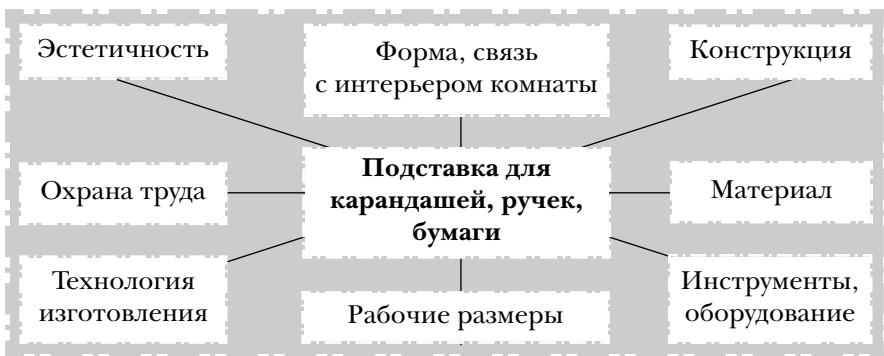 Эстетичность
Форма, связь
с интерьером комнаты
Конструкция
Охрана труда
Подставка для
карандашей, ручек,
бумаги
Материал
Технология
изготовления
Рабочие размеры
Инструменты,
оборудование